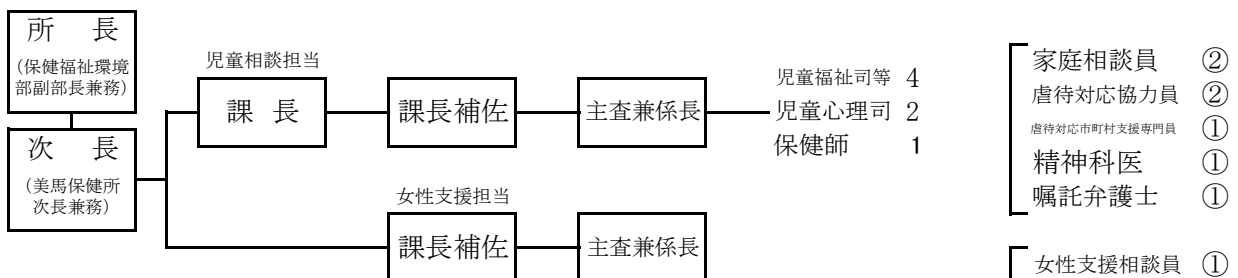 所 長
(保健福祉環境
部副部長兼務)
次 長
(美馬保健所
次長兼務)
児童相談担当
課 長
課長補佐
主査兼係長
児童福祉司等 4
児童心理司 2
保健師 1
女性支援担当
課長補佐
主査兼係長
家庭相談員 ②
虐待対応協力員 ②
虐待対応市町村支援専門員 ①
精神科医 ①
嘱託弁護士 ①
女性支援相談員 ①